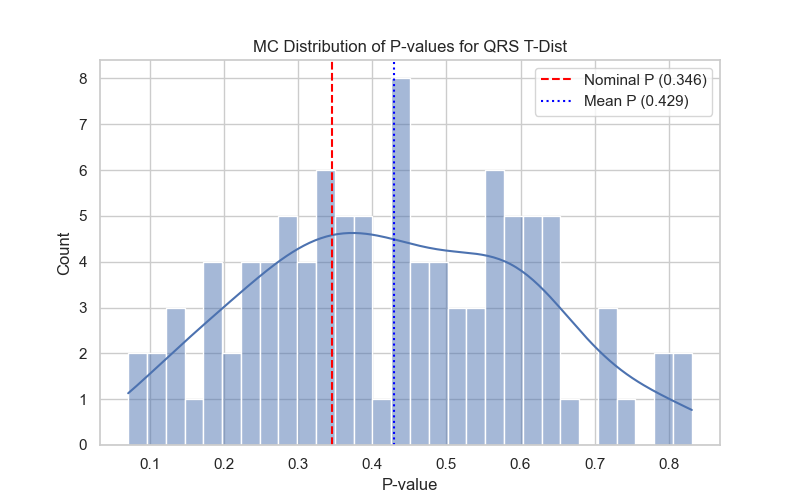 MC Distribution of P-values for QRS T-Dist
Nominal P (0.346)
Mean P (0.429)
Count
8
7
6
5
4
3
2
1
0
0.1 0.2 0.3 0.4 0.5 0.6 0.7 0.8
P-value